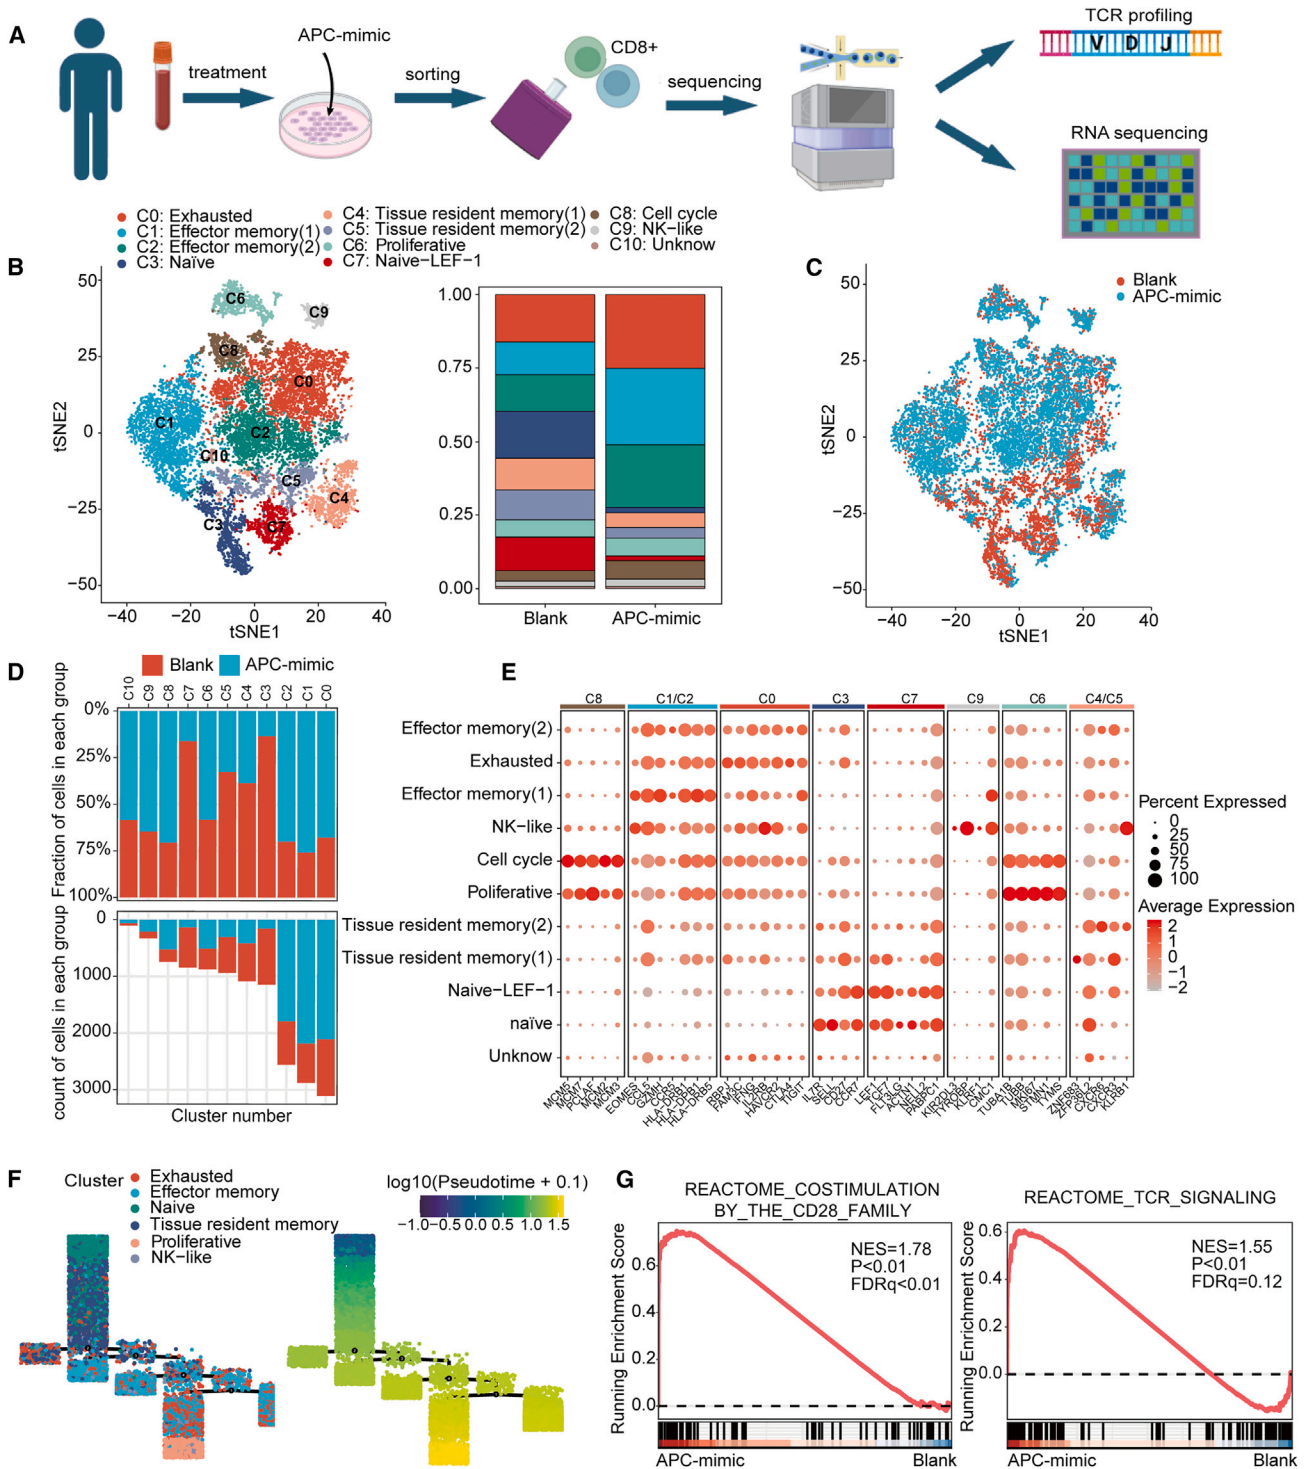 A
APC-mimic
treatment
sorting
CD8+
sequencing
TCR profiling
V D J
RNA sequencing
C0: Exhausted
C1: Effector memory(1)
C2: Effector memory(2)
C3: Naïve
C4: Tissue resident memory(1)
C5: Tissue resident memory(2)
C6: Proliferative
C7: Naive-LEF-1
C8: Cell cycle
C9: NK-like
C10: Unknow
B
tSNE2
50
25
0
−25
−50
C6
C9
C8
C0
C1
C2
C10
C5
C4
C3
C7
−40
−20
0
20
40
tSNE1
1.00
0.75
0.50
0.25
0.00
Blank
APC-mimic
C
Blank
APC-mimic
tSNE2
50
25
0
−25
−50
−40
−20
0
20
40
tSNE1
D
Blank
APC-mimic
C10
C9
C8
C7
C6
C5
C4
C3
C2
C1
C0
Fraction of cells in each group
0%
25%
50%
75%
100%
count of cells in each group
0
1000
2000
3000
Cluster number
E
C8
C1/C2
C0
C3
C7
C9
C6
C4/C5
Effector memory(2)
Exhausted
Effector memory(1)
NK-like
Cell cycle
Poliferative
Tissue resident memory(2)
Tissue resident memory(1)
Naive−LEF−1
naïve
Unknow
MCM5
MCM7
PCLAF
MCM2
MCM3
EOMES
CCL5
GZMH
CCR5
HLA-DRB1
HLA-DPB1
HLA-DRB5
RBPJ
FAM3C
IFNG
IL2RB
HAVCR2
CTLA4
TIGIT
IL7R
SELL
CD27
CCR7
LEF1
TCF7
FLT3LG
ACTN1
NELL2
PABPC1
KIR2DL3
TYROBP
KLRF1
CMC1
TUBA1B
TUBB
MKI67
STMN1
TYMS
ZNF683
ZFP36L2
CXCR6
CXCR3
KLRB1
Percent Expressed
0
25
50
75
100
Average Expression
2
1
0
−1
−2
F
Cluster
Exhausted
Effector memory
Naive
Tissue resident memory
Proliferative
NK−like
log10(Pseudotime + 0.1)
−1.0−0.5 0.0 0.5 1.0 1.5
G
REACTOME_COSTIMULATION
BY_THE_CD28_FAMILY
Running Enrichment Score
0.6
0.4
0.2
0.0
NES=1.78
P<0.01
FDRq<0.01
APC-mimic
Blank
REACTOME_TCR_SIGNALING
Running Enrichment Score
0.6
0.4
0.2
0.0
NES=1.55
P<0.01
FDRq=0.12
APC-mimic
Blank